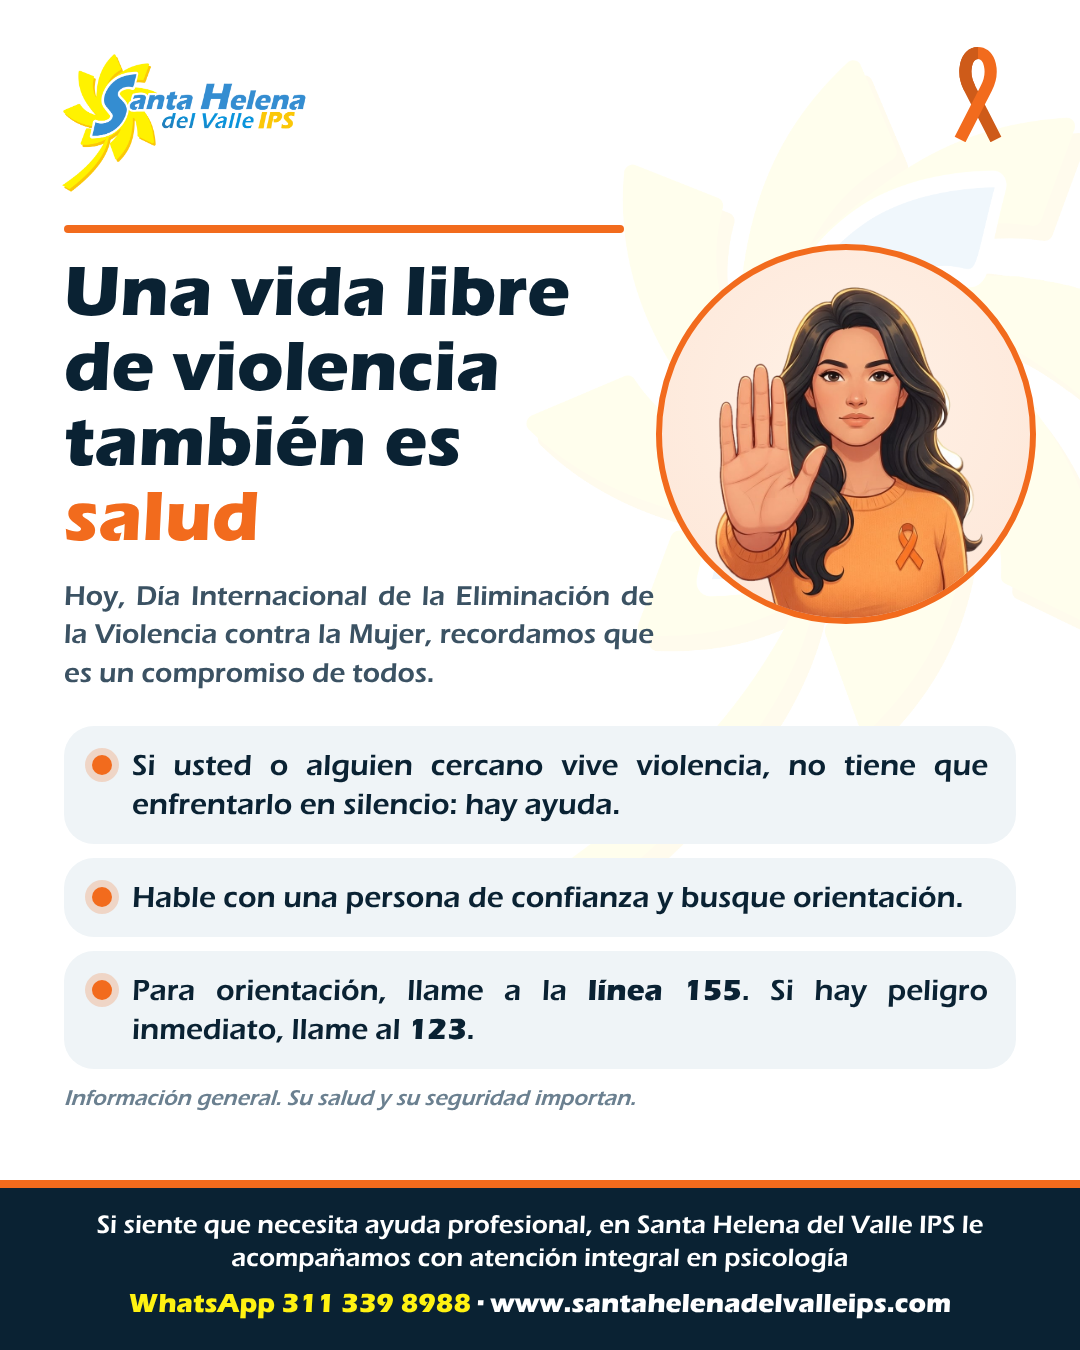 Santa Helena
del Valle IPS
Una vida libre
de violencia
también es
salud
Hoy, Día Internacional de la Eliminación de
la Violencia contra la Mujer, recordamos que
es un compromiso de todos.
Si usted o alguien cercano vive violencia, no tiene que
enfrentarlo en silencio: hay ayuda.
Hable con una persona de confianza y busque orientación.
Para orientación, llame a la línea 155. Si hay peligro
inmediato, llame al 123.
Información general. Su salud y su seguridad importan.
Si siente que necesita ayuda profesional, en Santa Helena del Valle IPS le
acompañamos con atención integral en psicología
WhatsApp 311 339 8988 · www.santahelenadelvalleips.com